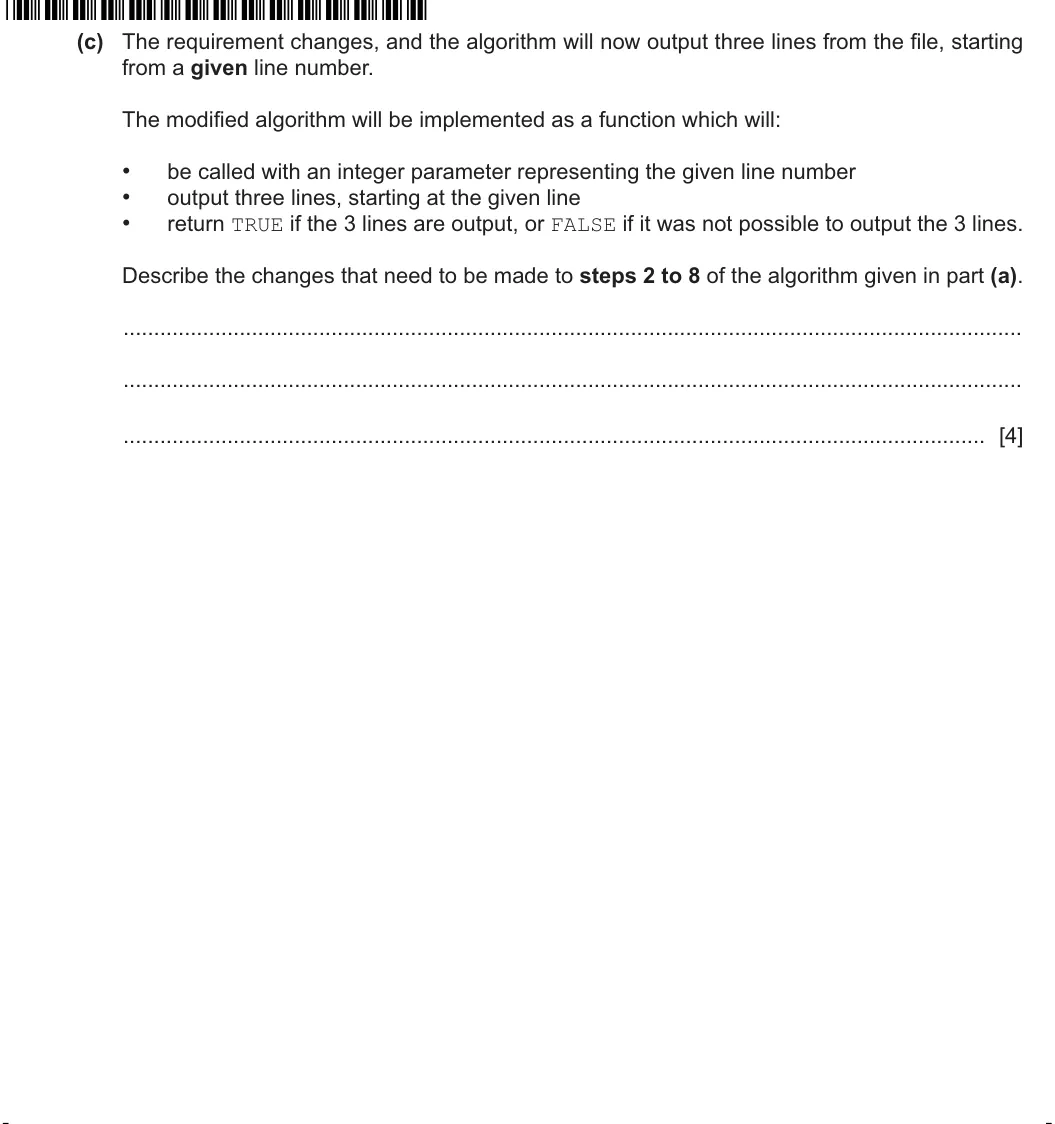 (c) The requirement changes, and the algorithm will now output three lines from the file, starting
from a given line number.
The modified algorithm will be implemented as a function which will:
• be called with an integer parameter representing the given line number
• output three lines, starting at the given line
• return TRUE if the 3 lines are output, or FALSE if it was not possible to output the 3 lines.
Describe the changes that need to be made to steps 2 to 8 of the algorithm given in part (a).
...................................................................................................................................................
...................................................................................................................................................
............................................................................................................................................. [4]